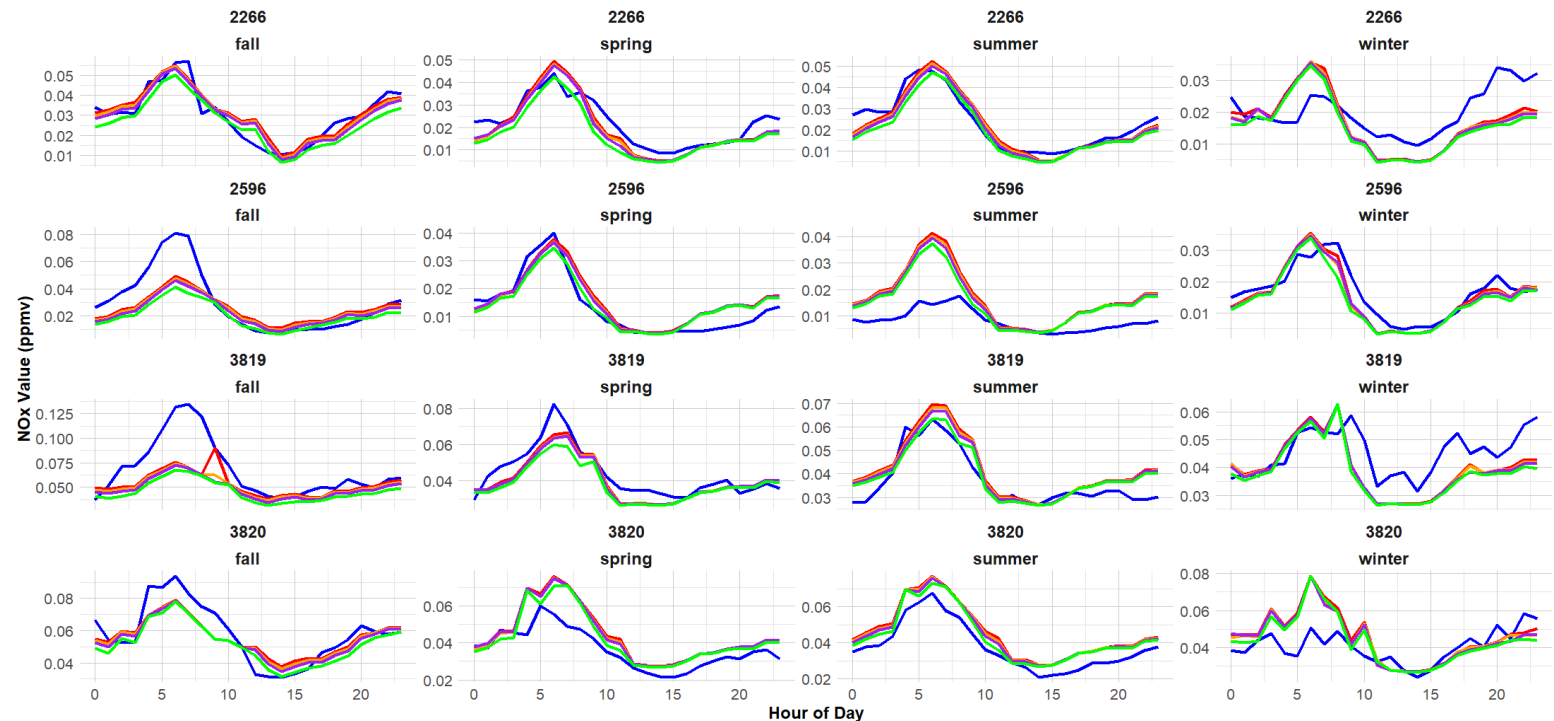 2266 2266 2266 2266
fall spring summer winter
0.05 0.04 0.03 0.02 0.01
0.05 0.04 0.03 0.02 0.01
0.05 0.04 0.03 0.02 0.01
0.03 0.02 0.01
2596 2596 2596 2596
fall spring summer winter
0.08 0.06 0.04 0.02
0.04 0.03 0.02 0.01
0.04 0.03 0.02 0.01
0.03 0.02 0.01
NOx Value (ppmv)
3819 3819 3819 3819
fall spring summer winter
0.125 0.100 0.075 0.050
0.08 0.06 0.04
0.07 0.06 0.05 0.04 0.03
0.06 0.05 0.04 0.03
3820 3820 3820 3820
fall spring summer winter
0.08 0.06 0.04
0.06 0.04 0.02
0.06 0.04 0.02
0.08 0.06 0.04
0 5 10 15 20 0 5 10 15 20 0 5 10 15 20 0 5 10 15 20
Hour of Day